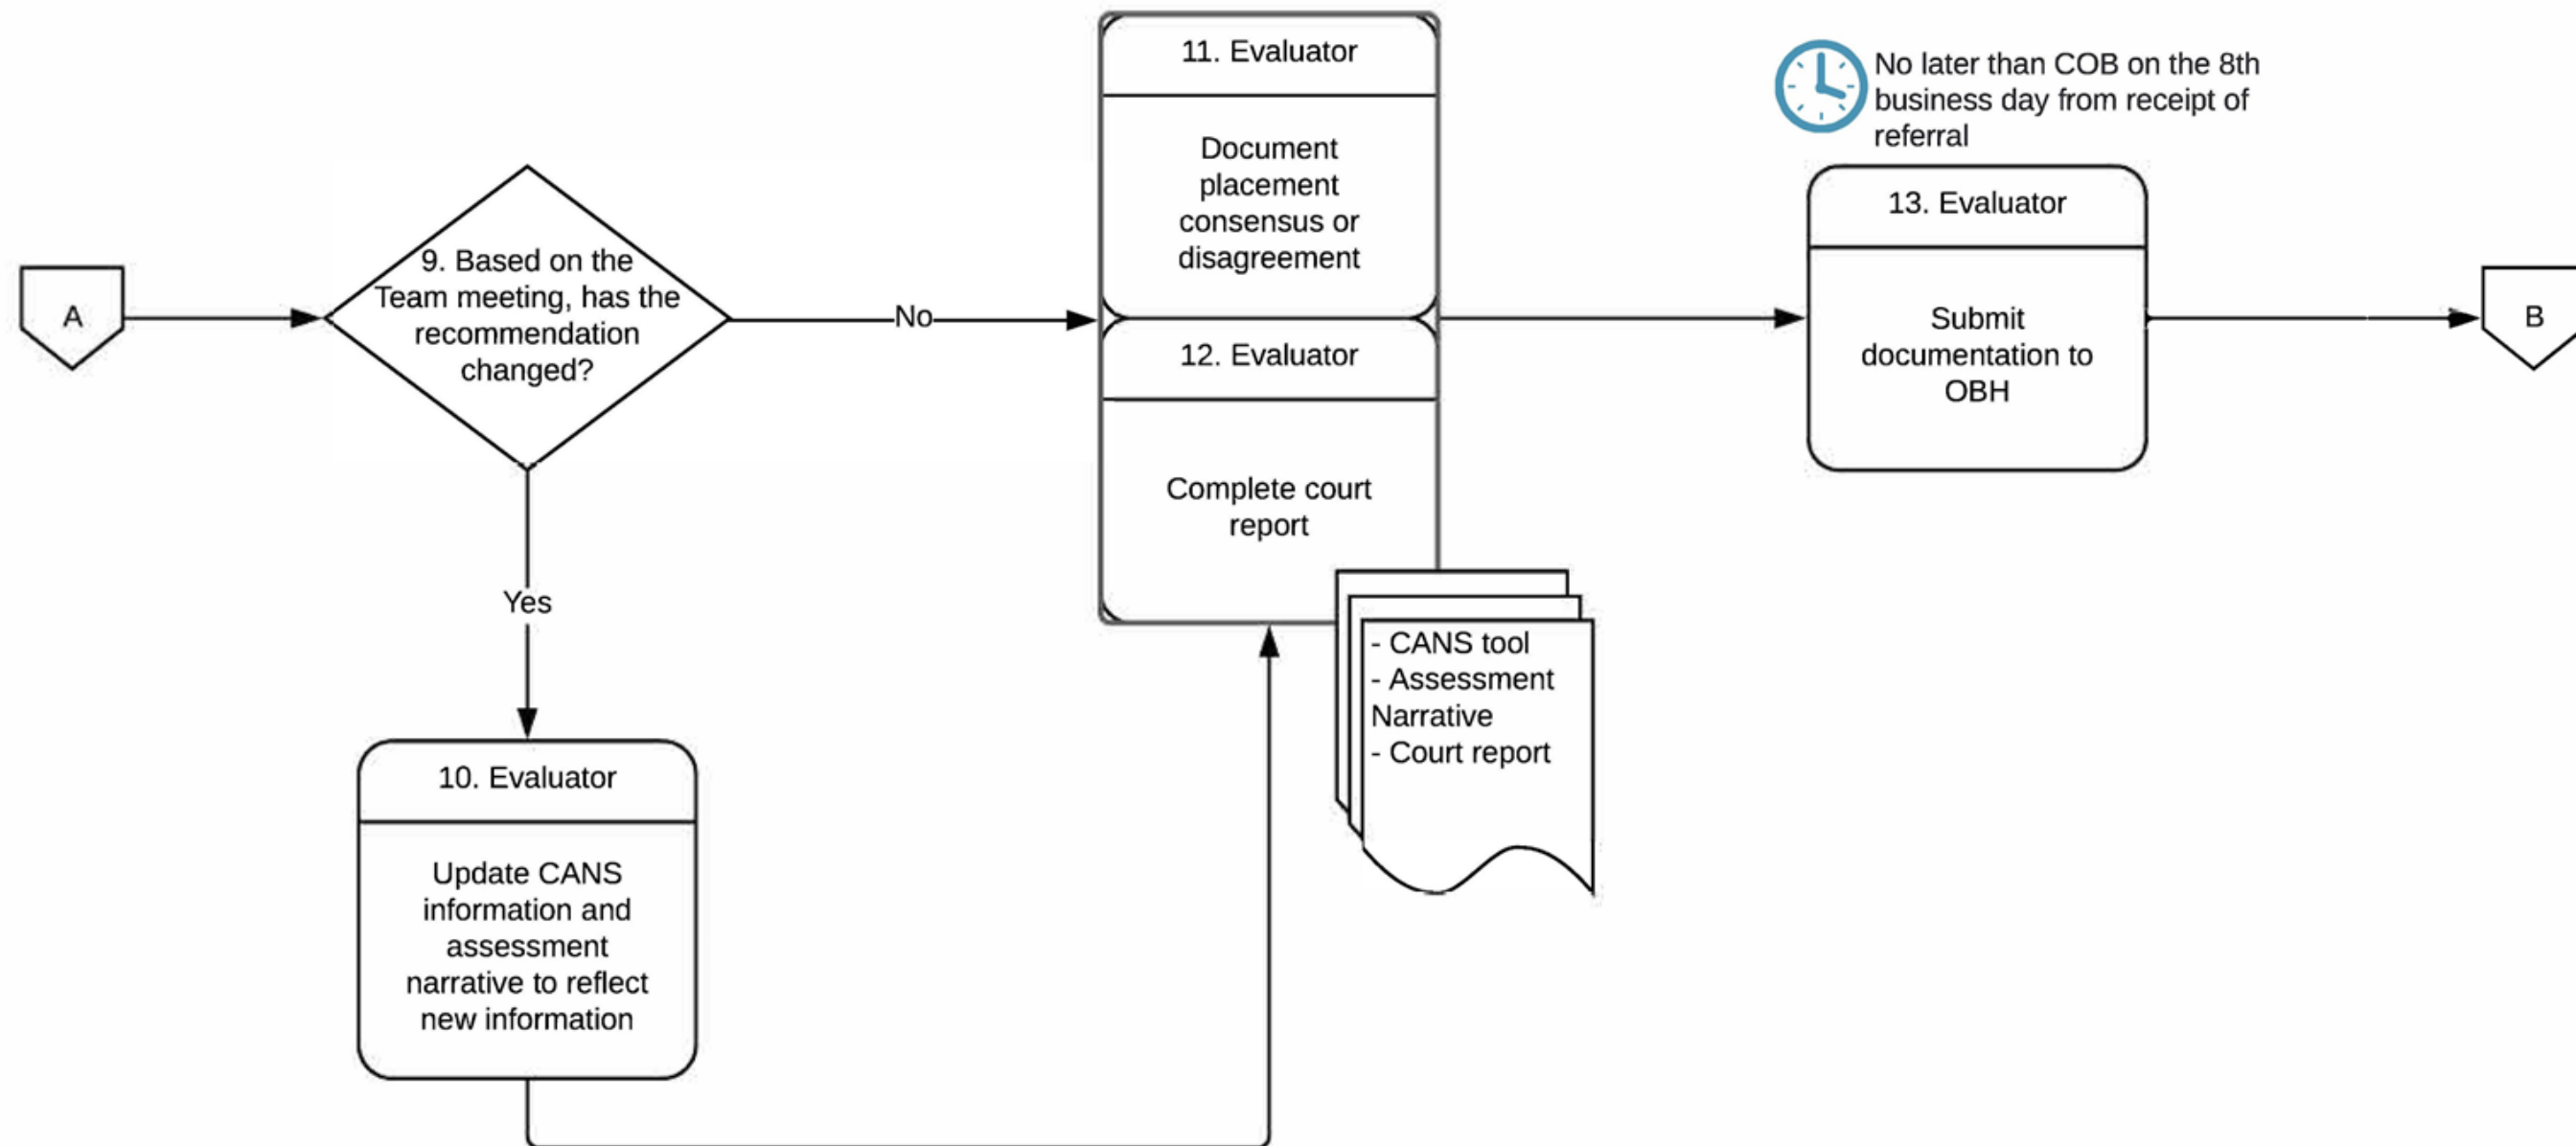 A
9. Based on the
Team meeting, has the
recommendation
changed?
No
Yes
10. Evaluator
Update CANS
information and
assessment
narrative to reflect
new information
11. Evaluator
Document
placement
consensus or
disagreement
12. Evaluator
Complete court
report
- CANS tool
- Assessment
Narrative
- Court report
No later than COB on the 8th
business day from receipt of
referral
13. Evaluator
Submit
documentation to
OBH
B